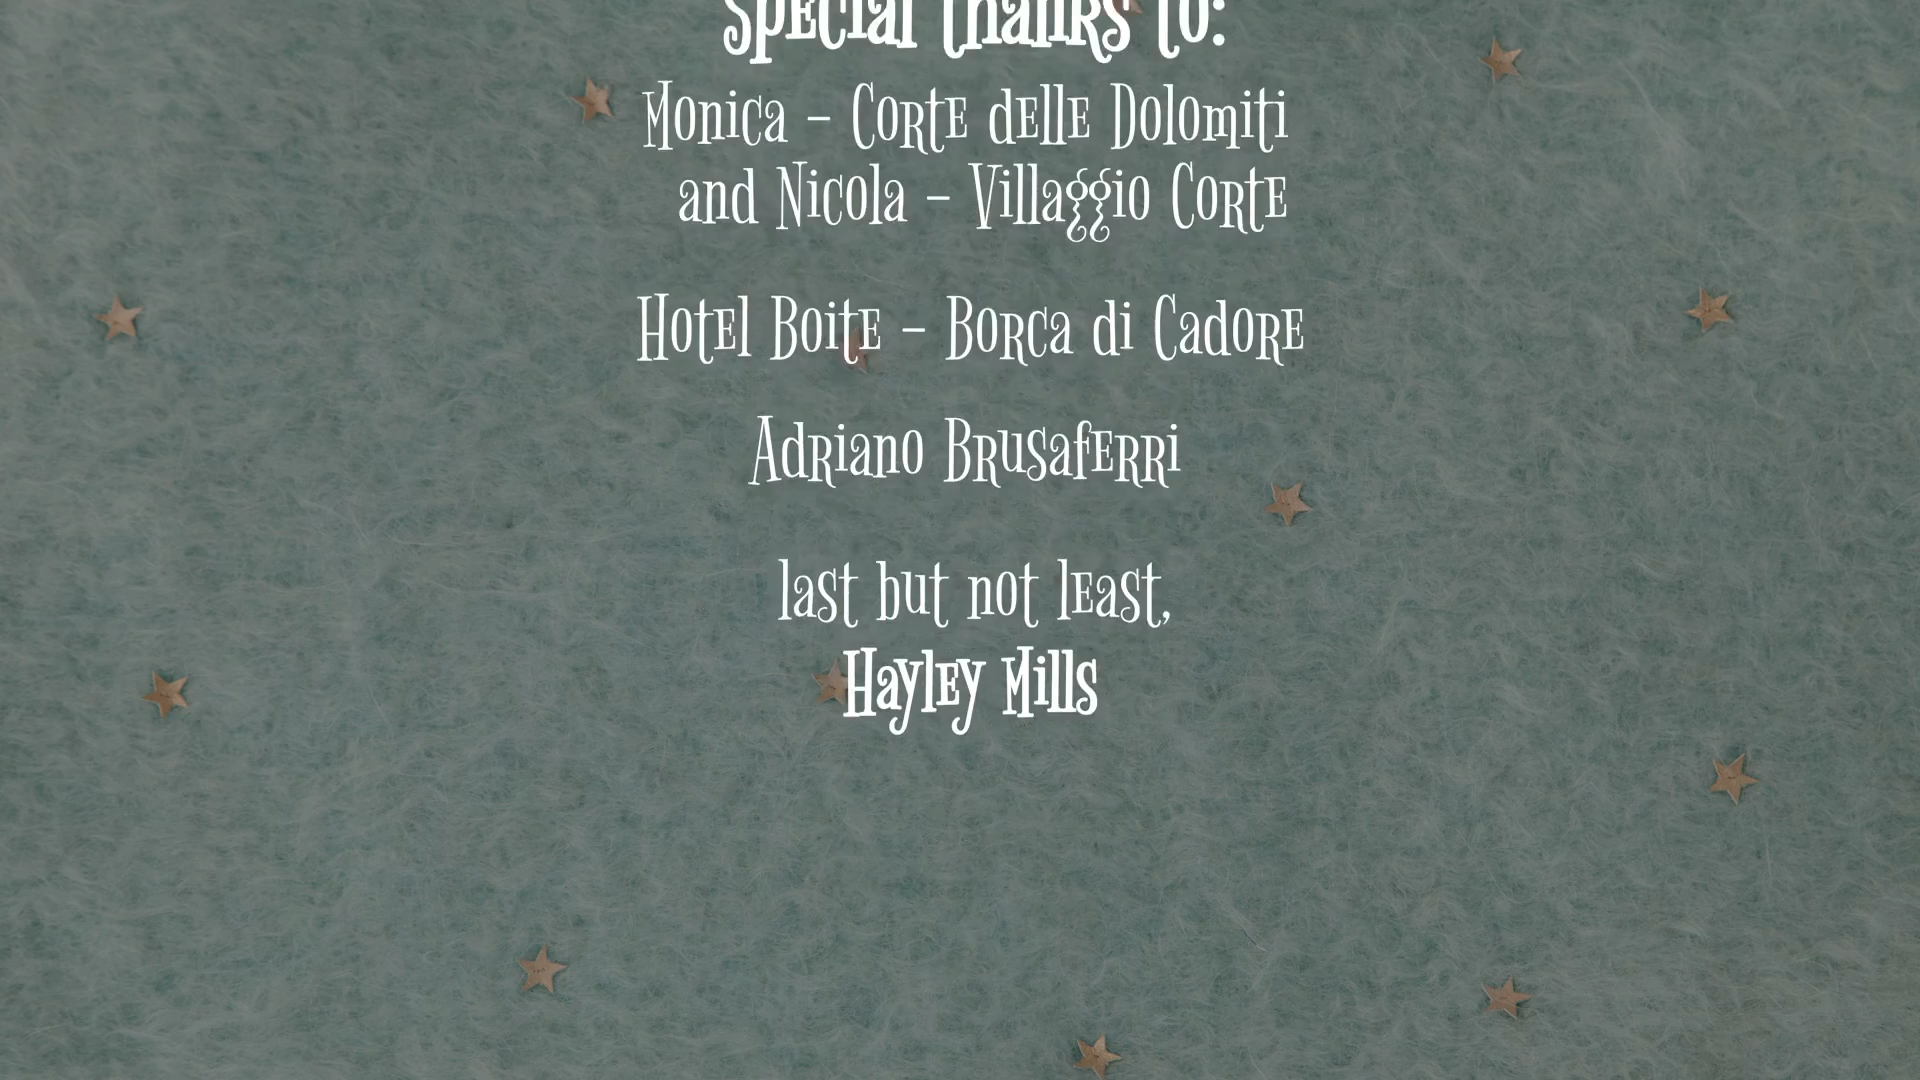 Special thanks to:
Monica – Corte delle Dolomiti
and Nicola – Villaggio Corte
Hotel Boite – Borca di Cadore
Adriano Brusaferri
last but not least,
Hayley Mills